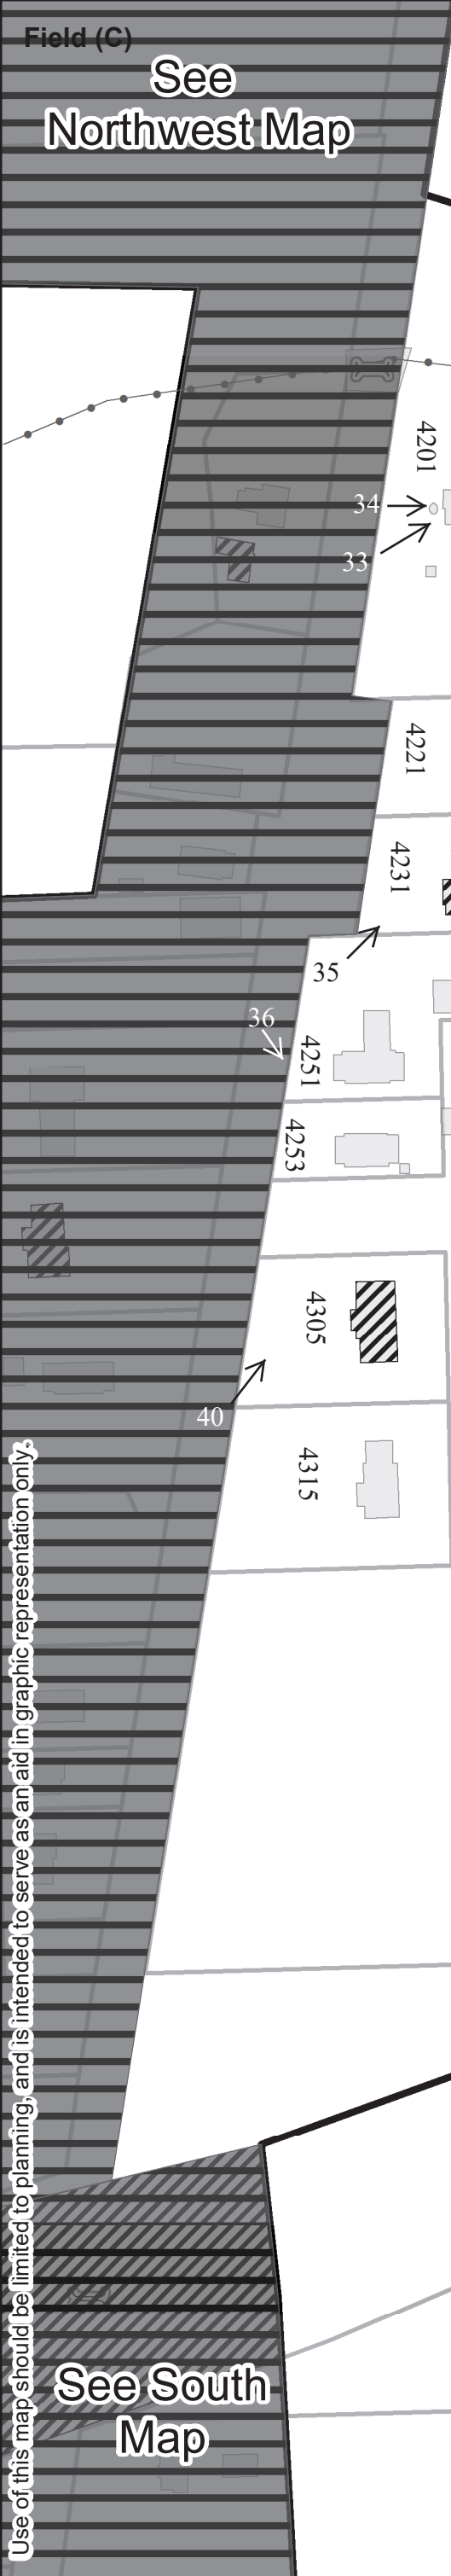 Field (C)
See
Northwest Map
4201
34
33
4221
4231
35
36
4251
4253
4305
40
4315
Use of this map should be limited to planning, and is intended to serve as an aid in graphic representation only.
See South
Map